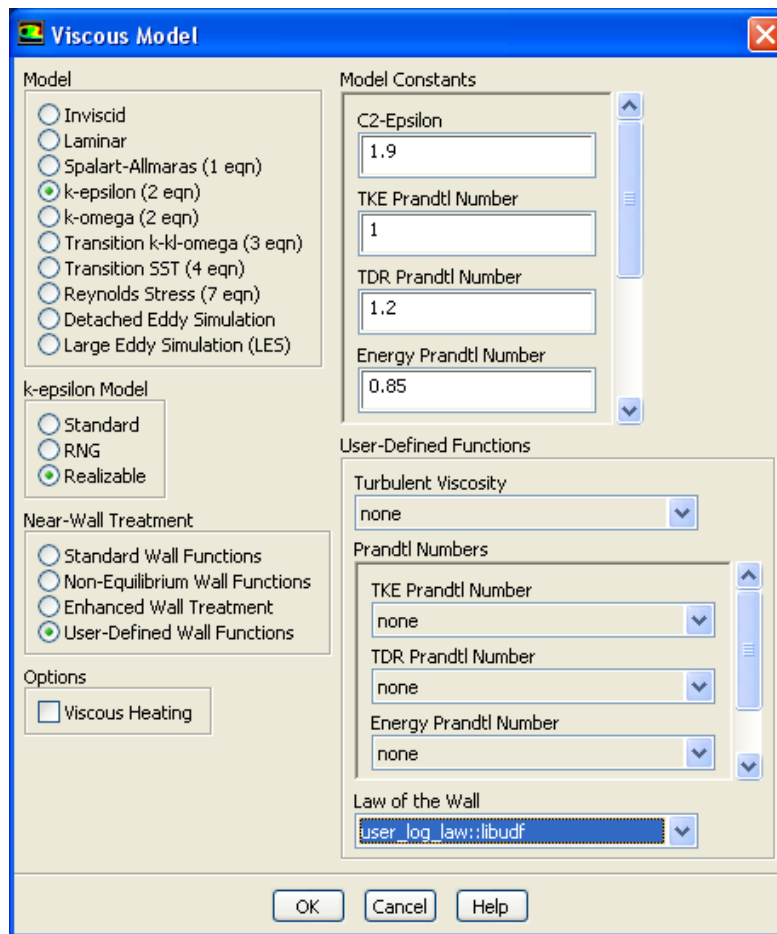 Viscous Model
Model
Inviscid
Laminar
Spalart-Allmaras (1 eqn)
k-epsilon (2 eqn)
k-omega (2 eqn)
Transition k-kl-omega (3 eqn)
Transition SST (4 eqn)
Reynolds Stress (7 eqn)
Detached Eddy Simulation
Large Eddy Simulation (LES)
k-epsilon Model
Standard
RNG
Realizable
Near-Wall Treatment
Standard Wall Functions
Non-Equilibrium Wall Functions
Enhanced Wall Treatment
User-Defined Wall Functions
Options
Viscous Heating
Model Constants
C2-Epsilon
1.9
TKE Prandtl Number
1
TDR Prandtl Number
1.2
Energy Prandtl Number
0.85
User-Defined Functions
Turbulent Viscosity
none
Prandtl Numbers
TKE Prandtl Number
none
TDR Prandtl Number
none
Energy Prandtl Number
none
Law of the Wall
user_log_law::libudf
OK
Cancel
Help